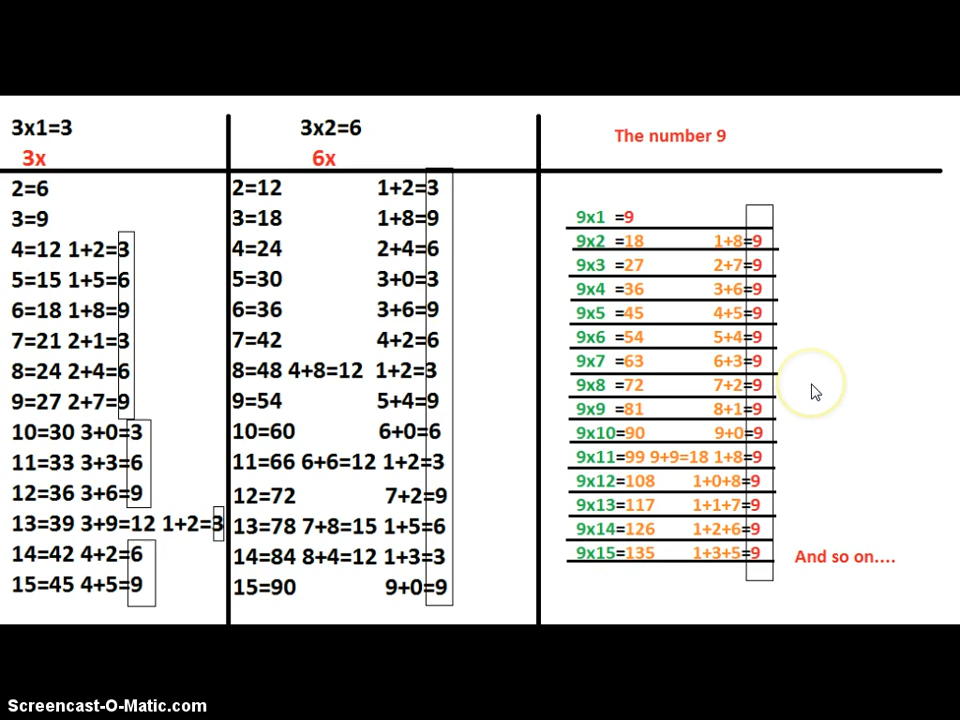 3x1=3
3x
2=6
3=9
4=12 1+2=3
5=15 1+5=6
6=18 1+8=9
7=21 2+1=3
8=24 2+4=6
9=27 2+7=9
10=30 3+0=3
11=33 3+3=6
12=36 3+6=9
13=39 3+9=12 1+2=3
14=42 4+2=6
15=45 4+5=9
3x2=6
6x
2=12 1+2=3
3=18 1+8=9
4=24 2+4=6
5=30 3+0=3
6=36 3+6=9
7=42 4+2=6
8=48 4+8=12 1+2=3
9=54 5+4=9
10=60 6+0=6
11=66 6+6=12 1+2=3
12=72 7+2=9
13=78 7+8=15 1+5=6
14=84 8+4=12 1+3=3
15=90 9+0=9
The number 9
9x1 =9
9x2 =18 1+8=9
9x3 =27 2+7=9
9x4 =36 3+6=9
9x5 =45 4+5=9
9x6 =54 5+4=9
9x7 =63 6+3=9
9x8 =72 7+2=9
9x9 =81 8+1=9
9x10=90 9+0=9
9x11=99 9+9=18 1+8=9
9x12=108 1+0+8=9
9x13=117 1+1+7=9
9x14=126 1+2+6=9
9x15=135 1+3+5=9
And so on....
Screencast-O-Matic.com